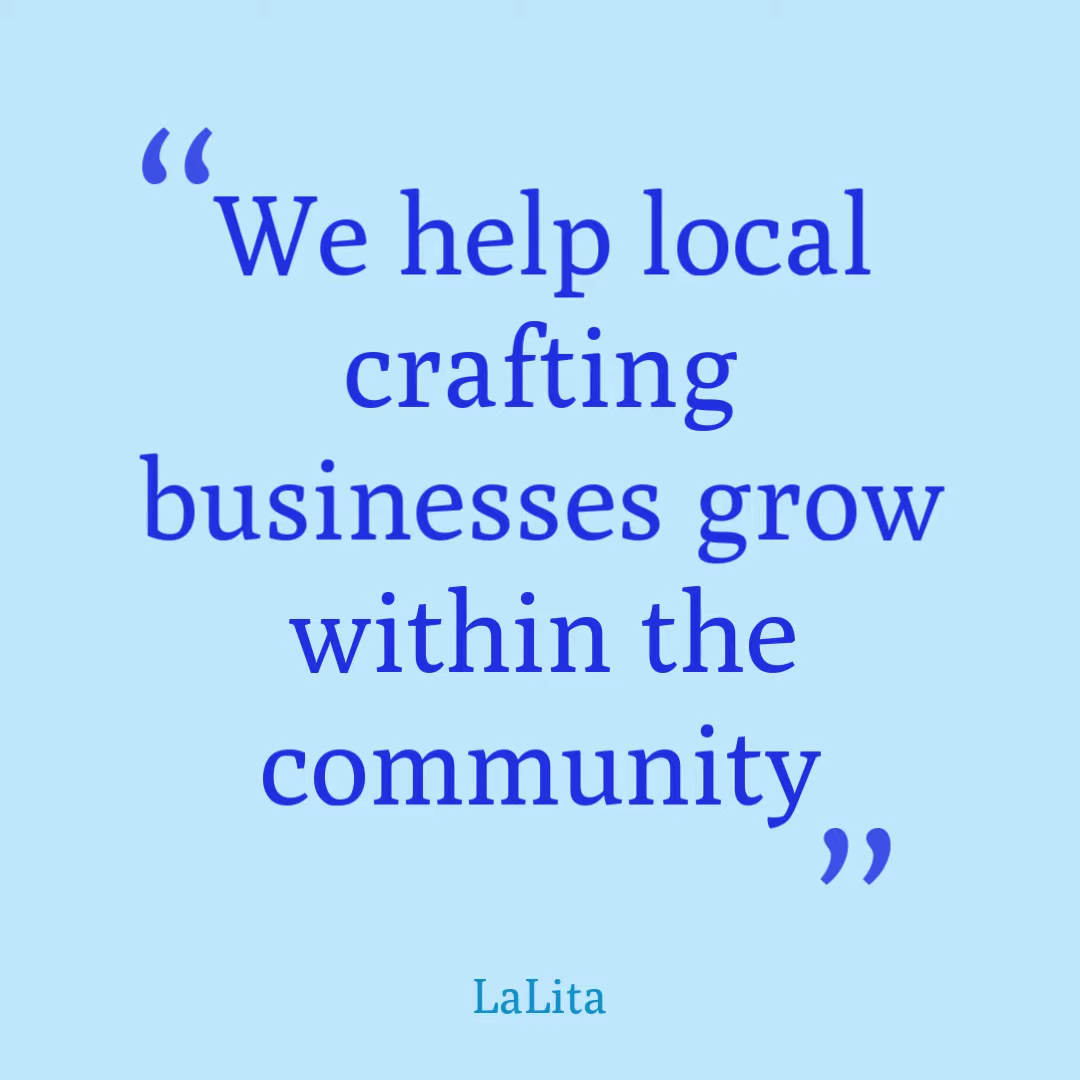 “We help local
crafting
businesses grow
within the
community”
LaLita